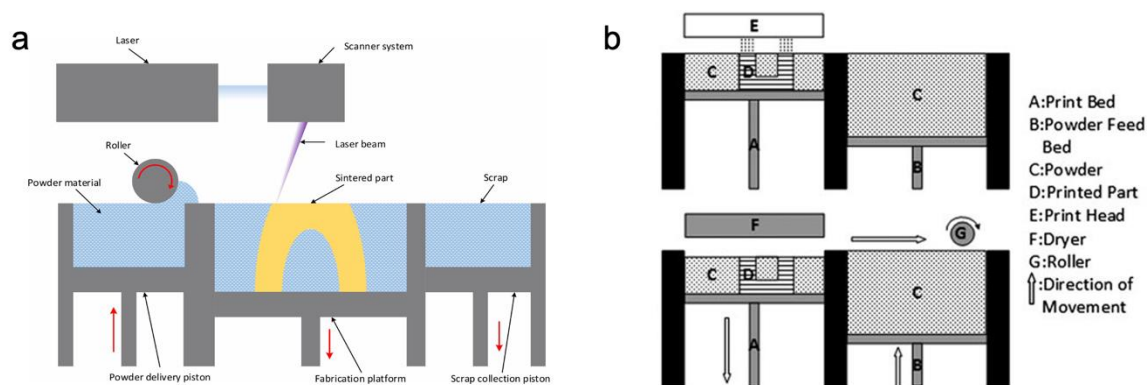 a
Laser
Scanner system
Roller
Laser beam
Powder material
Sintered part
Scrap
Powder delivery piston
Fabrication platform
Scrap collection piston
b
E
C
D
C
A
B
F
G
C
D
C
A
B
A:Print Bed
B:Powder Feed
Bed
C:Powder
D:Printed Part
E:Print Head
F:Dryer
G:Roller
:Direction of
Movement